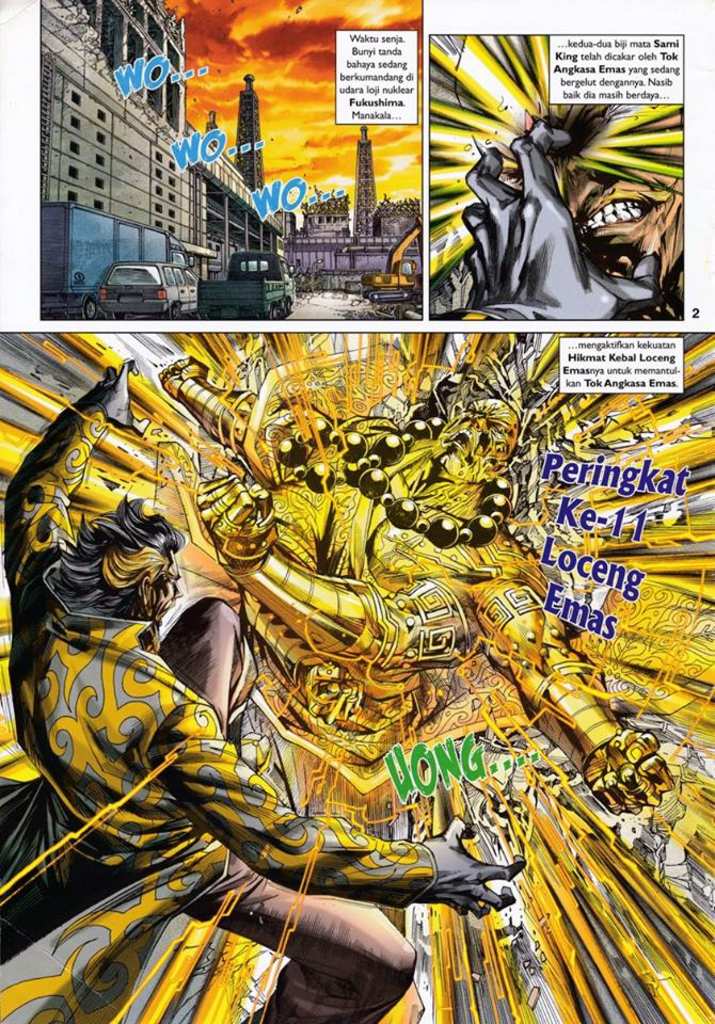 Waktu senja.
Bunyi tanda
bahaya sedang
berkumandang di
udara loji nuklear
Fukushima.
Manakala...
WO...
WO...
WO...
...kedua-dua biji mata Sami
King telah dicakar oleh Tok
Angkasa Emas yang sedang
bergelut dengannya. Nasib
baik dia masih berdaya...
2
...mengaktifkan kekuatan
Hikmat Kebal Loceng
Emasnya untuk memantul-
kan Tok Angkasa Emas.
Peringkat
Ke-11
Loceng
Emas
UONG....